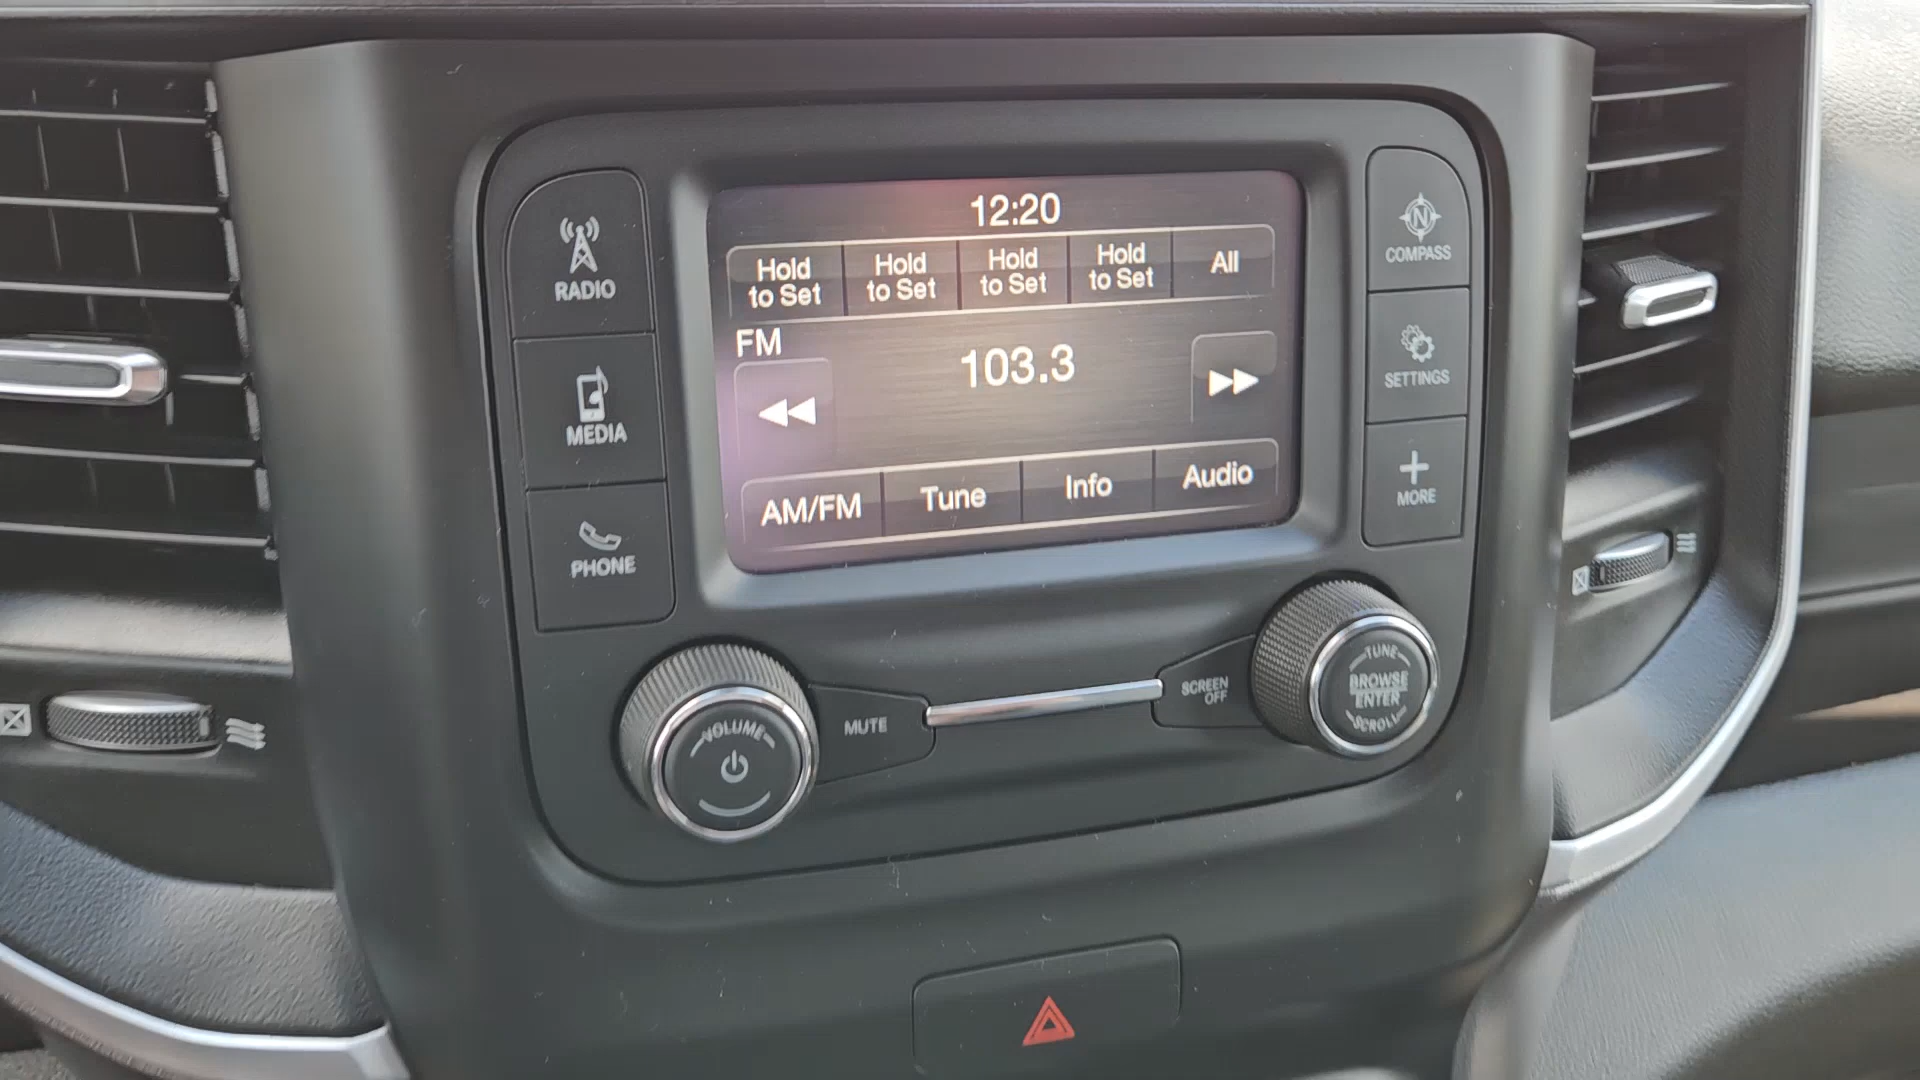 12:20
Hold
to Set
Hold
to Set
Hold
to Set
Hold
to Set
All
FM
103.3
AM/FM
Tune
Info
Audio
RADIO
MEDIA
PHONE
N
COMPASS
SETTINGS
MORE
VOLUME
MUTE
SCREEN
OFF
TUNE
BROWSE
ENTER
SCROLL